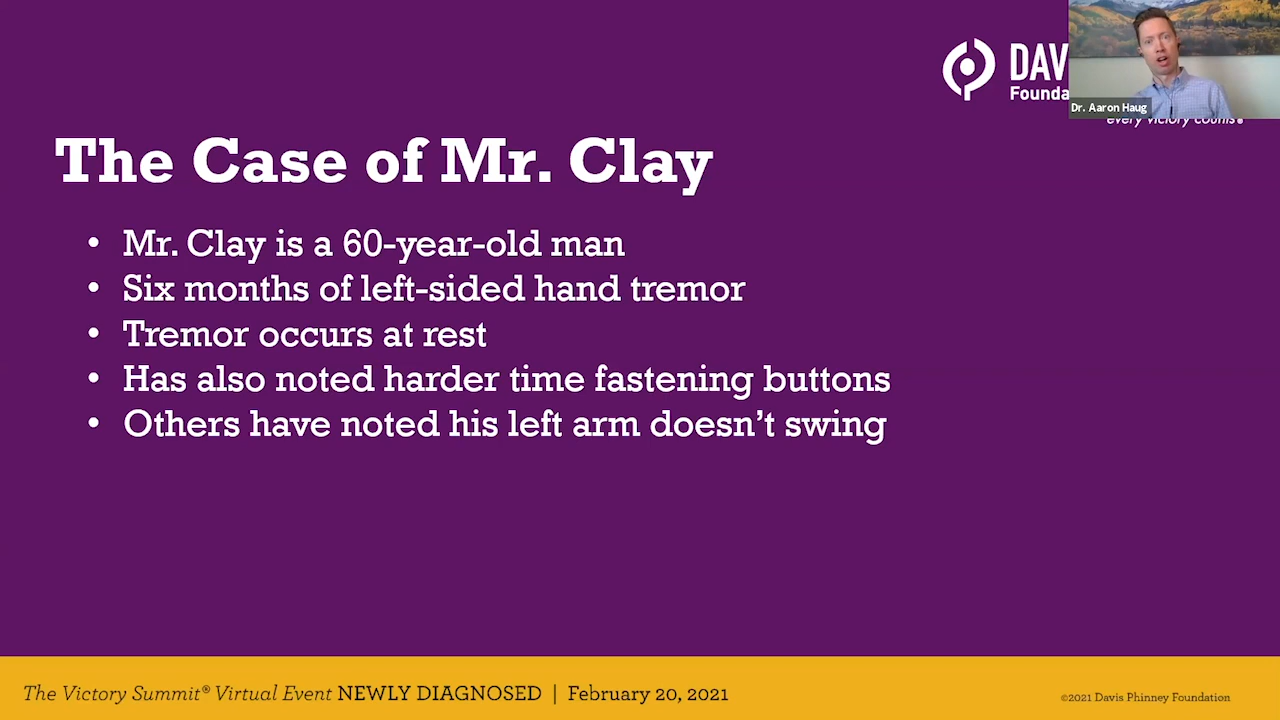 DAV
Founda
Dr. Aaron Haug
every victory counts®
The Case of Mr. Clay
• Mr. Clay is a 60-year-old man
• Six months of left-sided hand tremor
• Tremor occurs at rest
• Has also noted harder time fastening buttons
• Others have noted his left arm doesn't swing
The Victory Summit® Virtual Event NEWLY DIAGNOSED | February 20, 2021
©2021 Davis Phinney Foundation